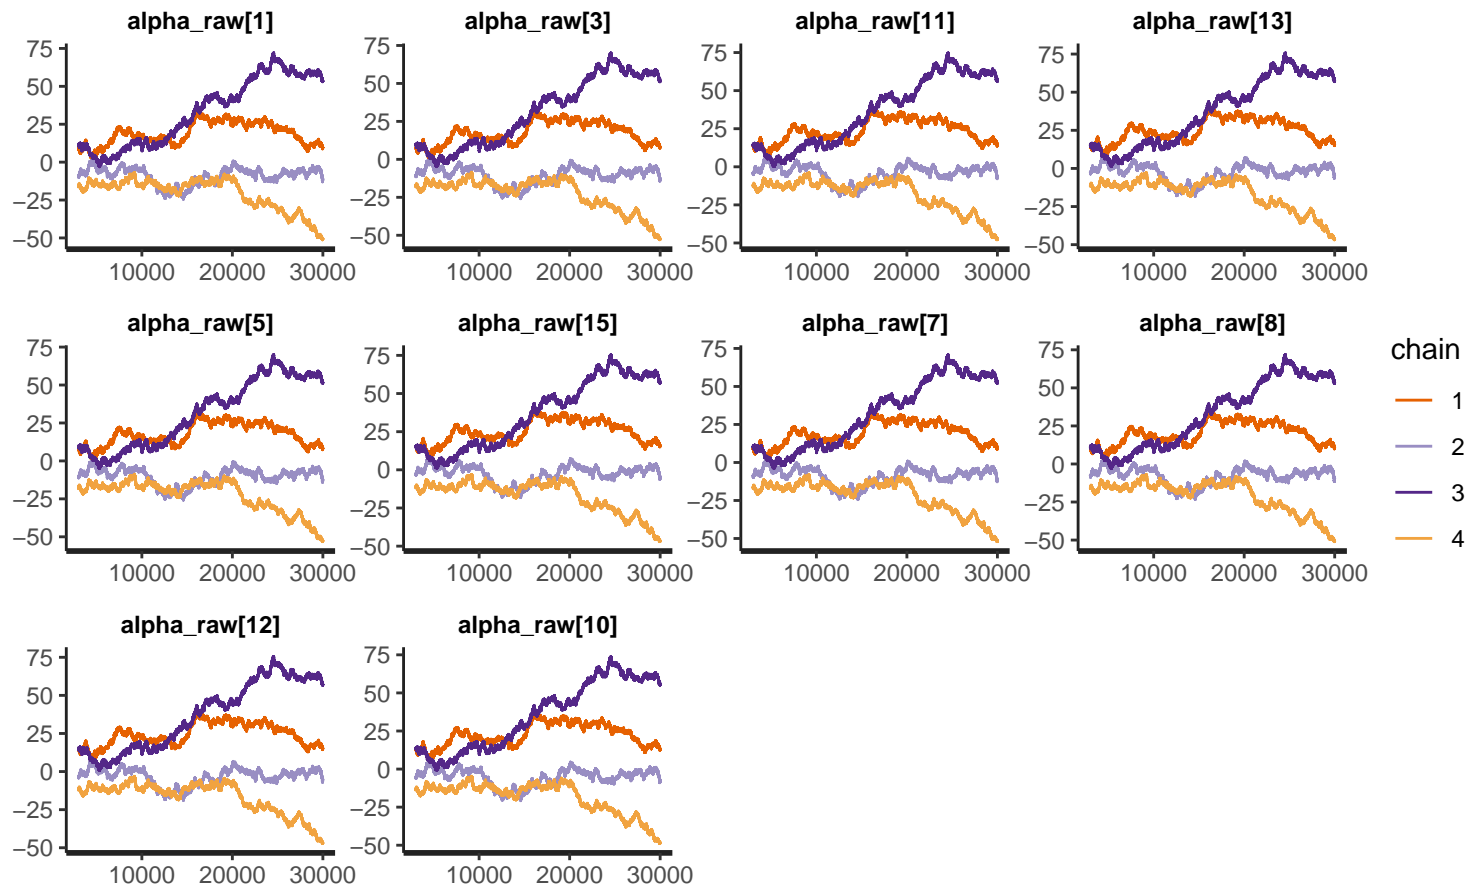 alpha_raw[1] alpha_raw[3] alpha_raw[11] alpha_raw[13]
75 75 75 75
50 50 50 50
25 25 25 25
0 0 0 0
−25 −25 −25 −25
−50 −50 −50 −50
10000 20000 30000 10000 20000 30000 10000 20000 30000 10000 20000 30000
alpha_raw[5] alpha_raw[15] alpha_raw[7] alpha_raw[8]
75 75 75 75
50 50 50 50
25 25 25 25
0 0 0 0
−25 −25 −25 −25
−50 −50 −50 −50
10000 20000 30000 10000 20000 30000 10000 20000 30000 10000 20000 30000
chain
1
2
3
4
alpha_raw[12] alpha_raw[10]
75 75
50 50
25 25
0 0
−25 −25
−50 −50
10000 20000 30000 10000 20000 30000